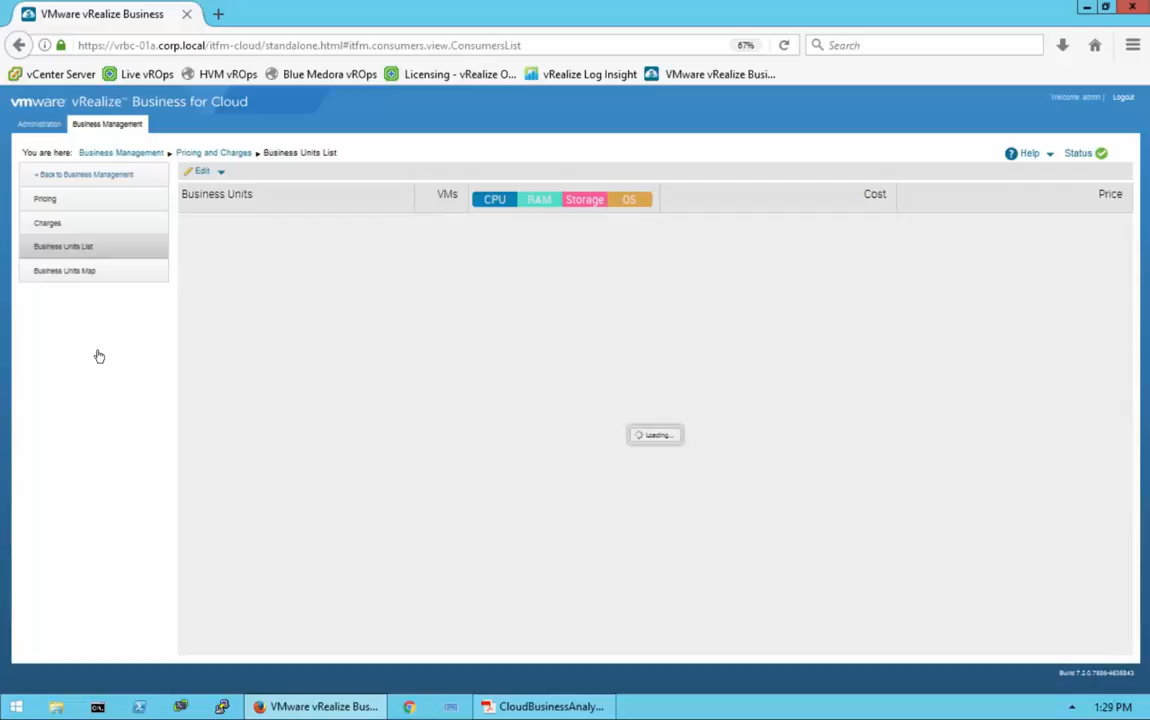 VMware vRealize Business
https://vrbc-01a.corp.local/itfm-cloud/standalone.html#itfm.consumers.view.ConsumersList
67%
Search
vCenter Server
Live vROps
HVM vROps
Blue Medora vROps
Licensing - vRealize O...
vRealize Log Insight
VMware vRealize Busi...
vmware vRealize™ Business for Cloud
Welcome, admin |
Logout
Administration
Business Management
You are here:
Business Management
Pricing and Charges
Business Units List
Help
Status
< Back to Business Management
Pricing
Charges
Business Units List
Business Units Map
Edit
Business Units
VMs
CPU
RAM
Storage
OS
Cost
Price
Loading...
VMware vRealize Bus...
CloudBusinessAnaly...
1:29 PM